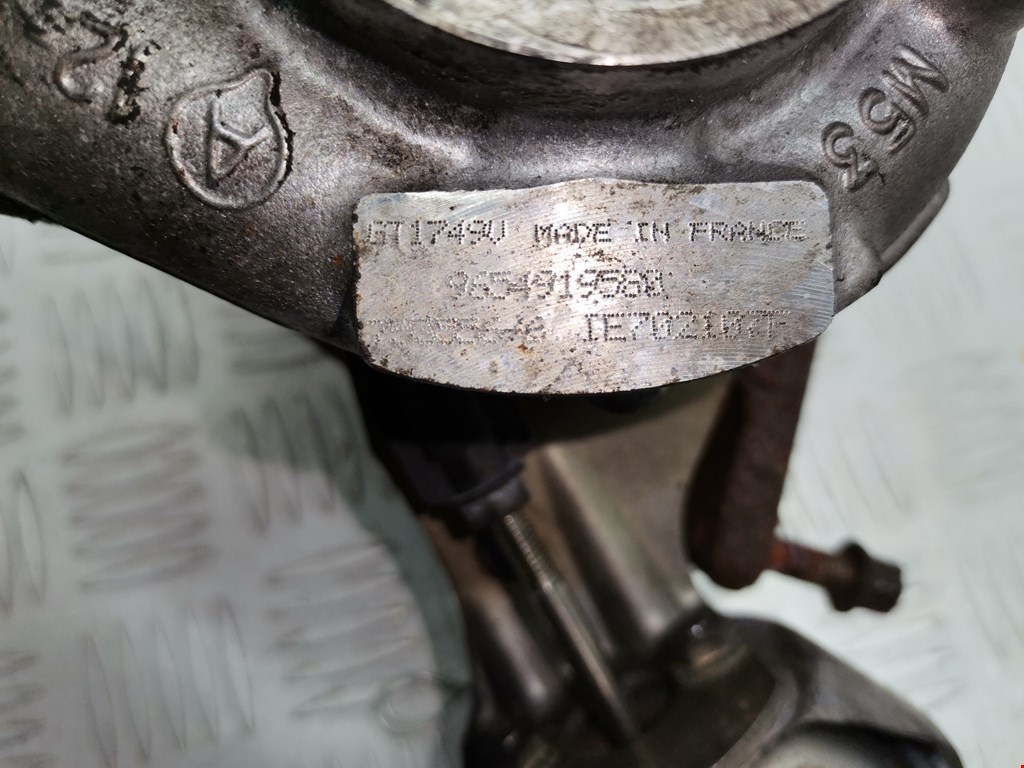 A
M53
GT1749V MADE IN FRANCE
9654919580
IE702107F